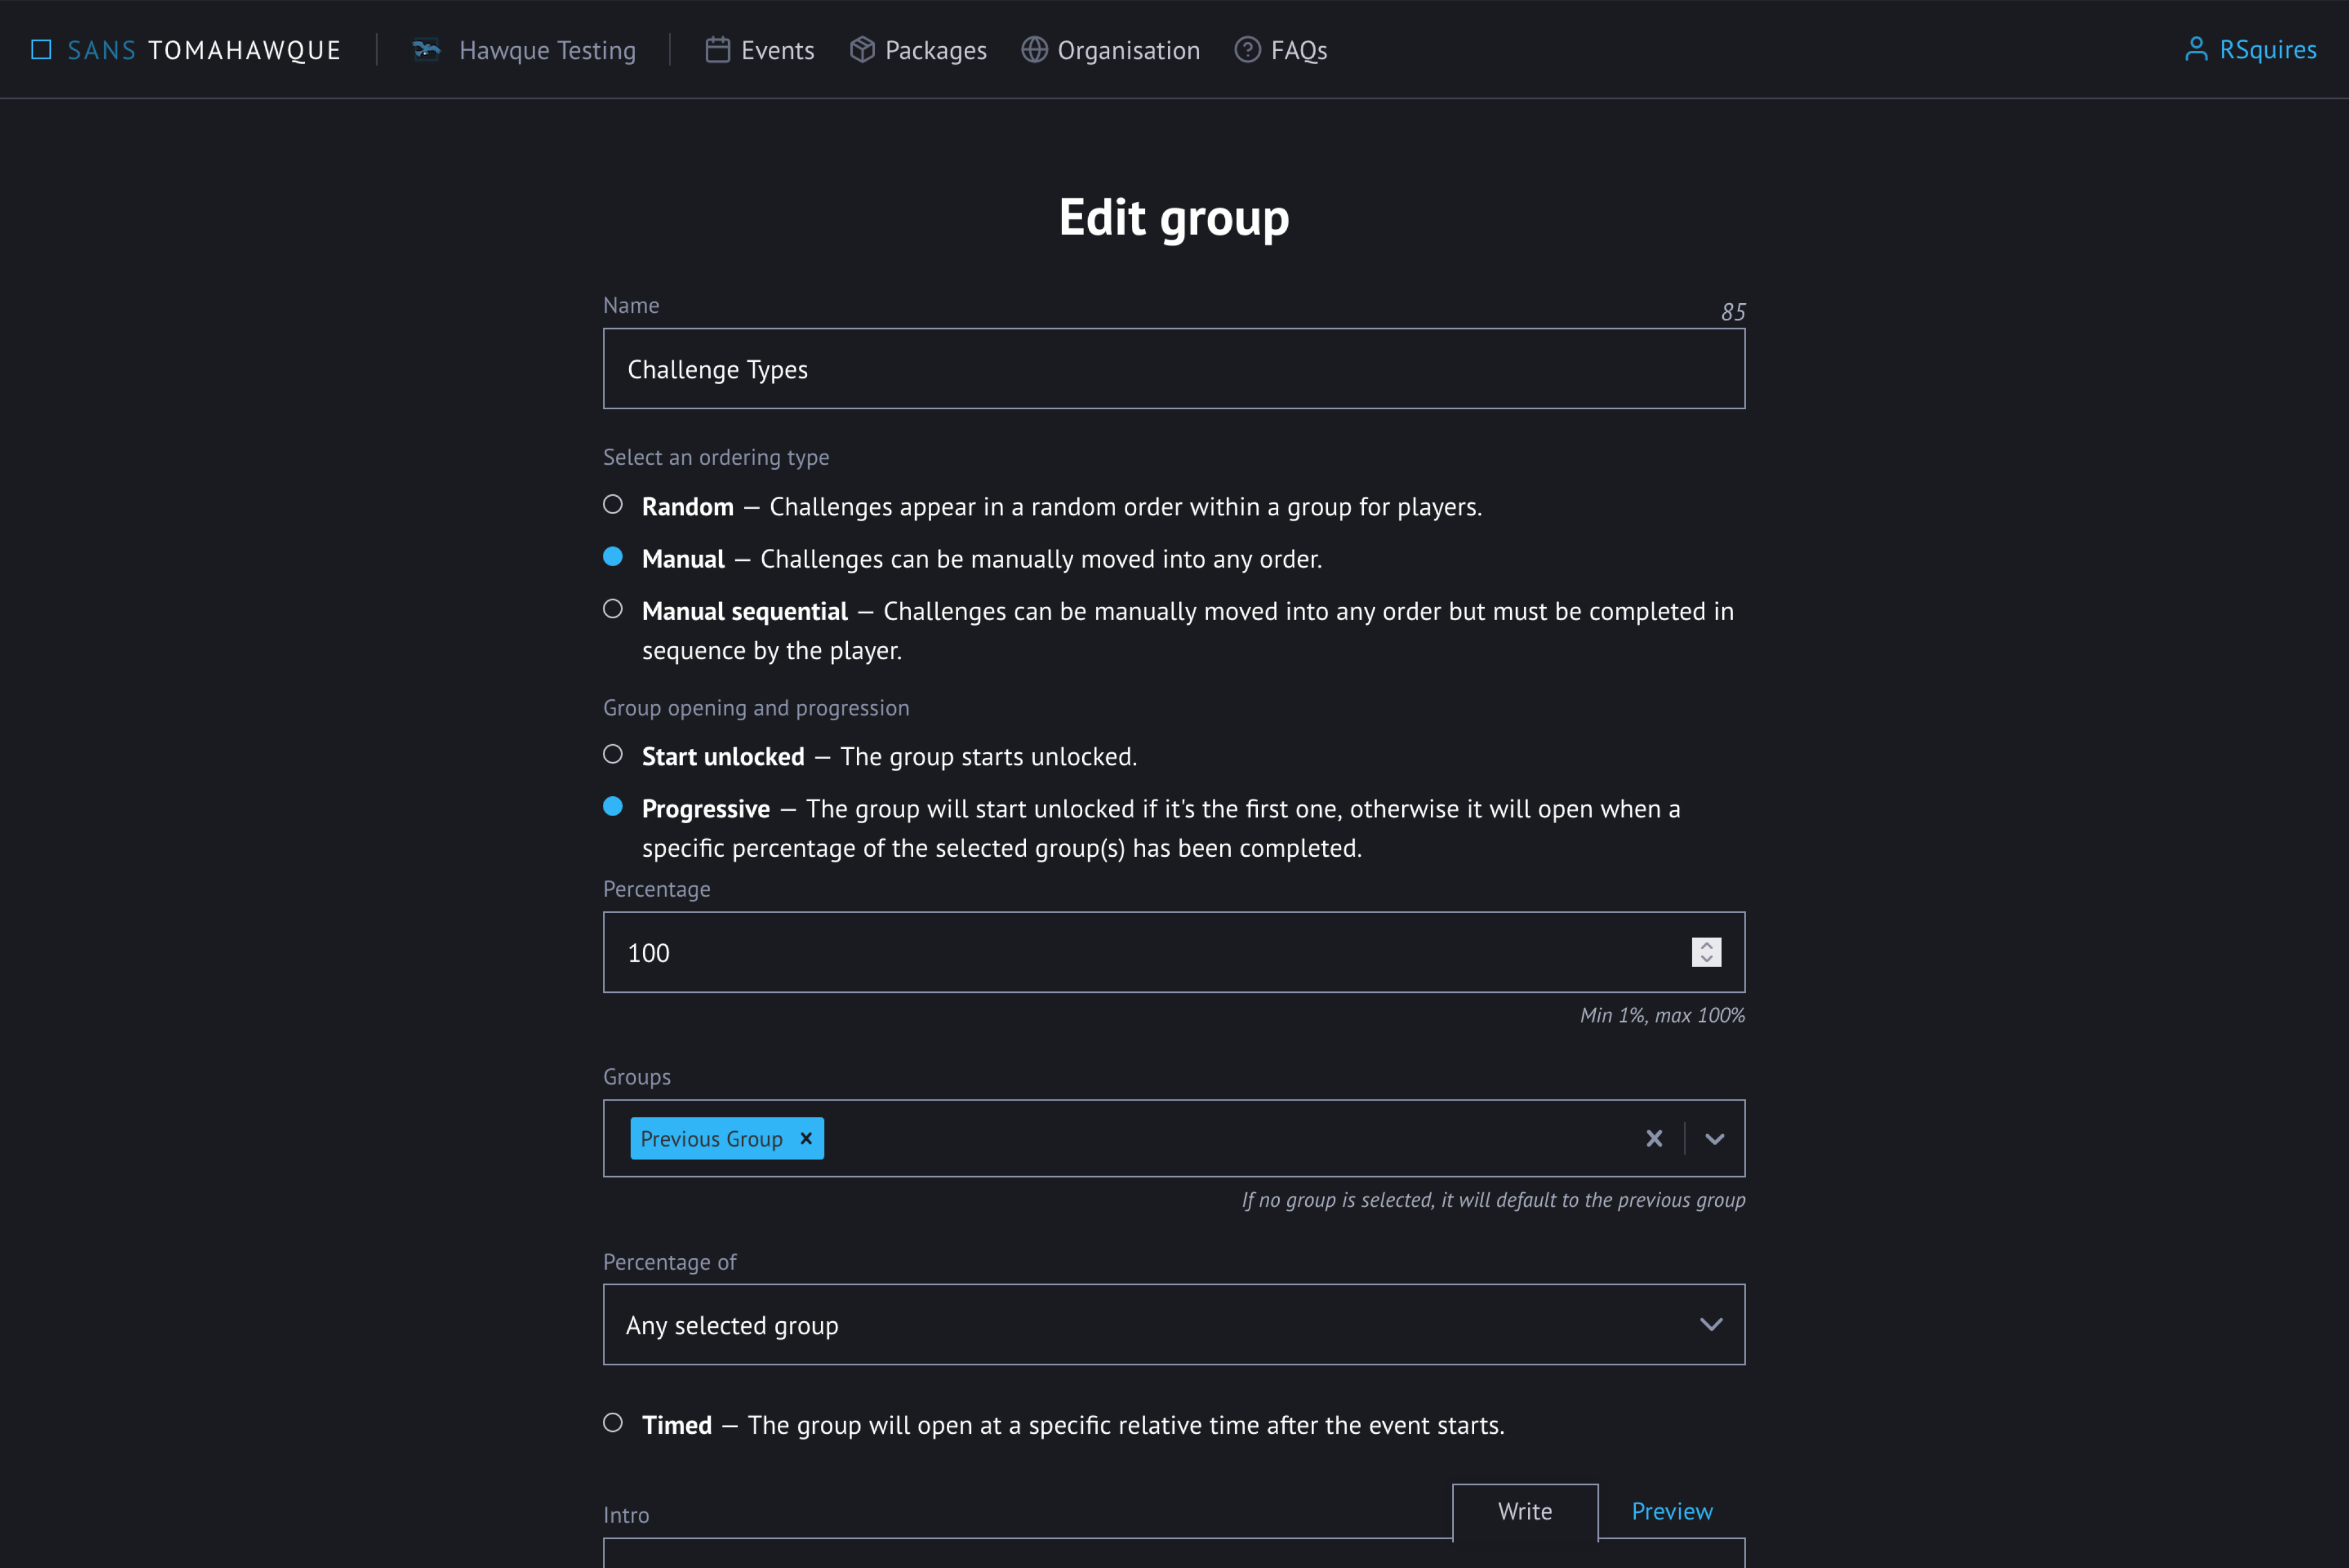 SANS TOMAHAWQUE Hawque Testing Events Packages Organisation FAQs RSquires
Edit group
Name 85
Challenge Types
Select an ordering type
Random — Challenges appear in a random order within a group for players.
Manual — Challenges can be manually moved into any order.
Manual sequential — Challenges can be manually moved into any order but must be completed in
sequence by the player.
Group opening and progression
Start unlocked — The group starts unlocked.
Progressive — The group will start unlocked if it's the first one, otherwise it will open when a
specific percentage of the selected group(s) has been completed.
Percentage
100
Min 1%, max 100%
Groups
Previous Group
If no group is selected, it will default to the previous group
Percentage of
Any selected group
Timed — The group will open at a specific relative time after the event starts.
Intro Write Preview